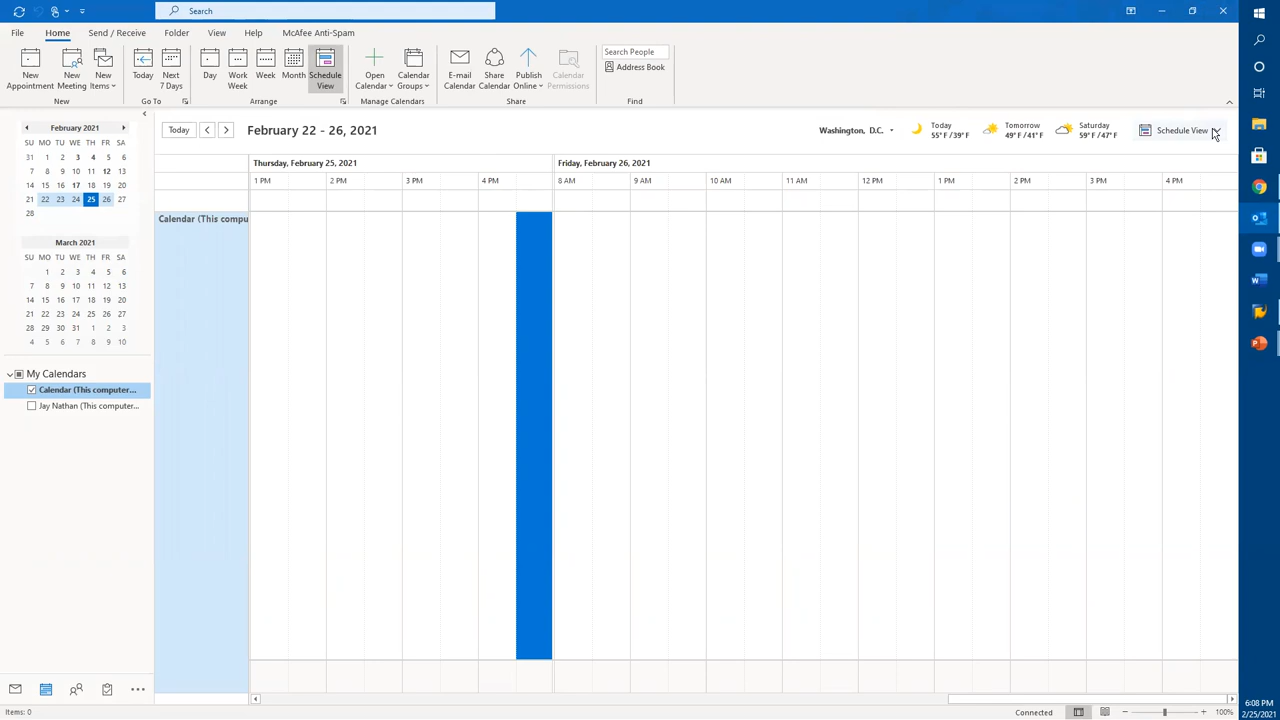 Search
File Home Send / Receive View Folder Help McAfee Anti-Spam
New Appointment
New Meeting
New Items
New
Today
Next 7 Days
Go To
Day
Work Week
Week
Month
Schedule View
Arrange
Open Calendar
Calendar Groups
Manage Calendars
E-mail Calendar
Share Calendar
Publish Online
Calendar Permissions
Share
Search People
Address Book
Find
February 2021
SU MO TU WE TH FR SA
31 1 2 3 4 5 6
7 8 9 10 11 12 13
14 15 16 17 18 19 20
21 22 23 24 25 26 27
28
March 2021
SU MO TU WE TH FR SA
1 2 3 4 5 6
7 8 9 10 11 12 13
14 15 16 17 18 19 20
21 22 23 24 25 26 27
28 29 30 31 1 2 3
4 5 6 7 8 9 10
My Calendars
Calendar (This computer...
Jay Nathan (This computer...
Today
February 22 - 26, 2021
Washington, D.C.
Today
55° F / 39° F
Tomorrow
49° F / 41° F
Saturday
59° F / 47° F
Schedule View
Thursday, February 25, 2021 Friday, February 26, 2021
1 PM 2 PM 3 PM 4 PM 8 AM 9 AM 10 AM 11 AM 12 PM 1 PM 2 PM 3 PM 4 PM
Calendar (This compu
Items: 0
Connected
100%
6:08 PM
2/25/2021